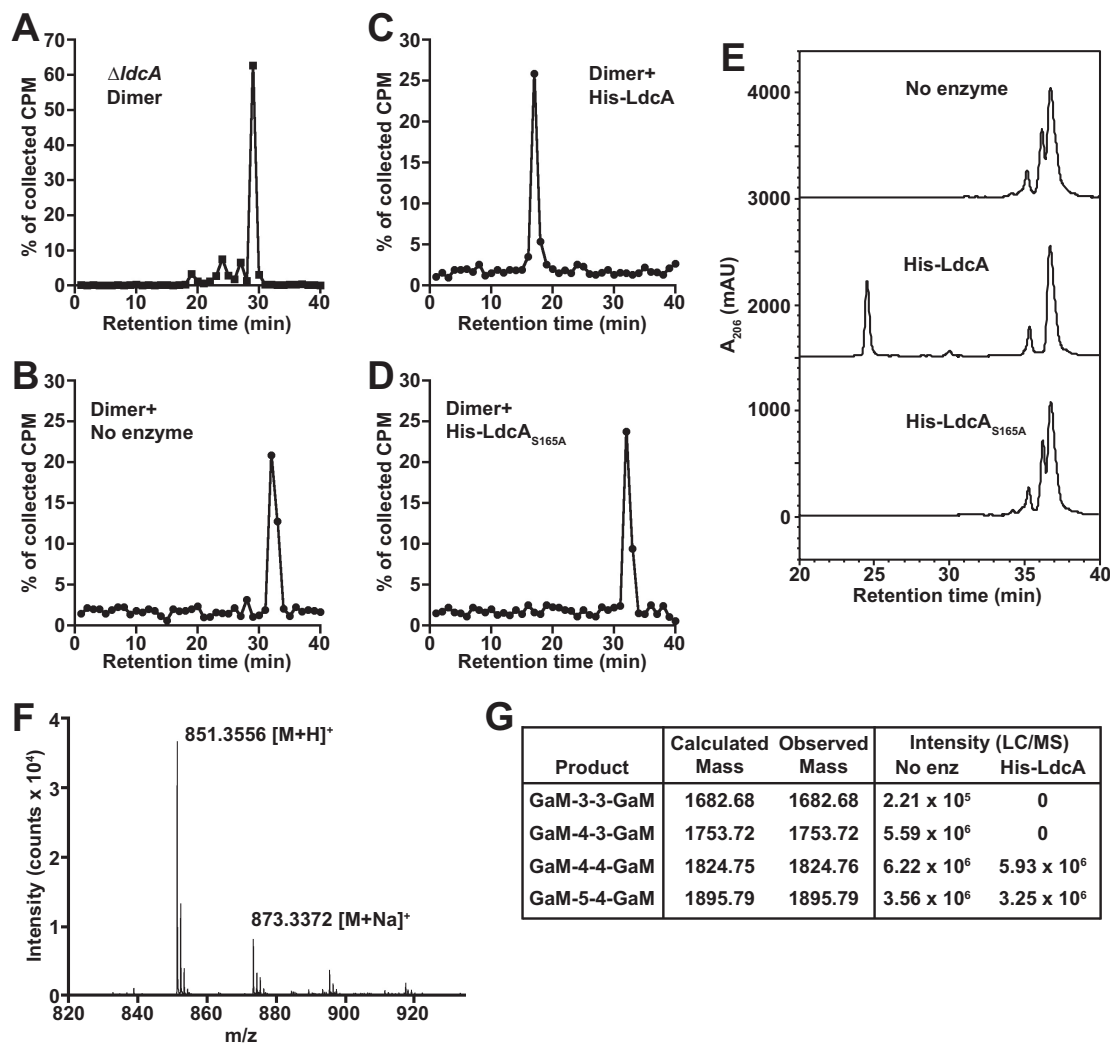 A
70
60
50
40
30
20
10
0
% of collected CPM
ΔldcA
Dimer
0 10 20 30 40
Retention time (min)
B
30
25
20
15
10
5
0
% of collected CPM
Dimer+
No enzyme
0 10 20 30 40
Retention time (min)
C
30
25
20
15
10
5
0
% of collected CPM
Dimer+
His-LdcA
0 10 20 30 40
Retention time (min)
D
30
25
20
15
10
5
0
% of collected CPM
Dimer+
His-LdcA S165A
0 10 20 30 40
Retention time (min)
E
4000
3000
2000
1000
0
A206 (mAU)
No enzyme
His-LdcA
His-LdcA S165A
20 25 30 35 40
Retention time (min)
F
4
3
2
1
0
Intensity (counts x 10⁴)
851.3556 [M+H]⁺
873.3372 [M+Na]⁺
820 840 860 880 900 920
m/z
G
Calculated Observed Intensity (LC/MS)
Product Mass Mass No enz His-LdcA
GaM-3-3-GaM 1682.68 1682.68 2.21 x 10⁵ 0
GaM-4-3-GaM 1753.72 1753.72 5.59 x 10⁶ 0
GaM-4-4-GaM 1824.75 1824.76 6.22 x 10⁶ 5.93 x 10⁶
GaM-5-4-GaM 1895.79 1895.79 3.56 x 10⁶ 3.25 x 10⁶